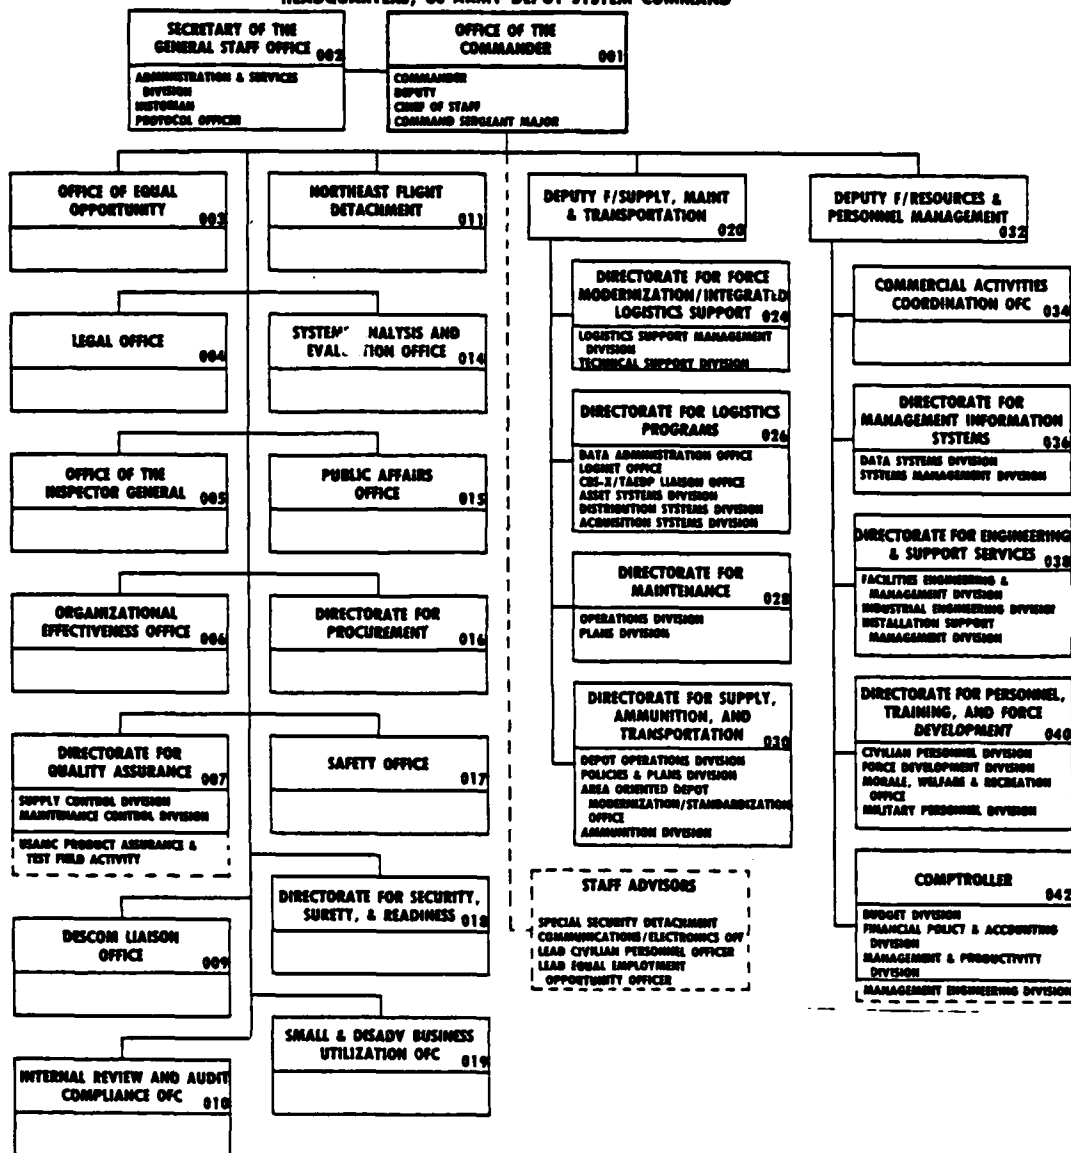 HEADQUARTERS, US ARMY DEPOT SYSTEM COMMAND
SECRETARY OF THE
GENERAL STAFF OFFICE 002
ADMINISTRATION & SERVICES
DIVISION
HISTORIAN
PROTOCOL OFFICER
OFFICE OF THE
COMMANDER 001
COMMANDER
DEPUTY
CHIEF OF STAFF
COMMAND SERGEANT MAJOR
OFFICE OF EQUAL
OPPORTUNITY 003
NORTHEAST FLIGHT
DETACHMENT 011
LEGAL OFFICE 004
SYSTEM NALYSIS AND
EVAL TION OFFICE 014
OFFICE OF THE
INSPECTOR GENERAL 005
PUBLIC AFFAIRS
OFFICE 015
ORGANIZATIONAL
EFFECTIVENESS OFFICE 006
DIRECTORATE FOR
PROCUREMENT 016
DIRECTORATE FOR
QUALITY ASSURANCE 007
SUPPLY CONTROL DIVISION
MAINTENANCE CONTROL DIVISION
USAMC PRODUCT ASSURANCE &
TEST FIELD ACTIVITY
SAFETY OFFICE 017
DIRECTORATE FOR SECURITY,
SURETY, & READINESS 018
DESCOM LIAISON
OFFICE 009
SMALL & DISADV BUSINESS
UTILIZATION OFC 019
INTERNAL REVIEW AND AUDIT
COMPLIANCE OFC 010
DEPUTY F/SUPPLY, MAINT
& TRANSPORTATION 020
DIRECTORATE FOR FORCE
MODERNIZATION/INTEGRATED
LOGISTICS SUPPORT 024
LOGISTICS SUPPORT MANAGEMENT
DIVISION
TECHNICAL SUPPORT DIVISION
DIRECTORATE FOR LOGISTICS
PROGRAMS 026
DATA ADMINISTRATION OFFICE
LOGNET OFFICE
CBS-X/TAEDP LIAISON OFFICE
ASSET SYSTEMS DIVISION
DISTRIBUTION SYSTEMS DIVISION
ACQUISITION SYSTEMS DIVISION
DIRECTORATE FOR
MAINTENANCE 028
OPERATIONS DIVISION
PLANS DIVISION
DIRECTORATE FOR SUPPLY,
AMMUNITION, AND
TRANSPORTATION 030
DEPOT OPERATIONS DIVISION
POLICIES & PLANS DIVISION
AREA ORIENTED DEPOT
MODERNIZATION/STANDARDIZATION
OFFICE
AMMUNITION DIVISION
STAFF ADVISORS
SPECIAL SECURITY DETACHMENT
COMMUNICATIONS/ELECTRONICS OFF
LEAD CIVILIAN PERSONNEL OFFICER
LEAD EQUAL EMPLOYMENT
OPPORTUNITY OFFICER
DEPUTY F/RESOURCES &
PERSONNEL MANAGEMENT 032
COMMERCIAL ACTIVITIES
COORDINATION OFC 034
DIRECTORATE FOR
MANAGEMENT INFORMATION
SYSTEMS 036
DATA SYSTEMS DIVISION
SYSTEMS MANAGEMENT DIVISION
DIRECTORATE FOR ENGINEERING
& SUPPORT SERVICES 038
FACILITIES ENGINEERING &
MANAGEMENT DIVISION
INDUSTRIAL ENGINEERING DIVISION
INSTALLATION SUPPORT
MANAGEMENT DIVISION
DIRECTORATE FOR PERSONNEL,
TRAINING, AND FORCE
DEVELOPMENT 040
CIVILIAN PERSONNEL DIVISION
FORCE DEVELOPMENT DIVISION
MORALE, WELFARE & RECREATION
OFFICE
MILITARY PERSONNEL DIVISION
COMPTROLLER
042
BUDGET DIVISION
FINANCIAL POLICY & ACCOUNTING
DIVISION
MANAGEMENT & PRODUCTIVITY
DIVISION
MANAGEMENT ENGINEERING DIVISION